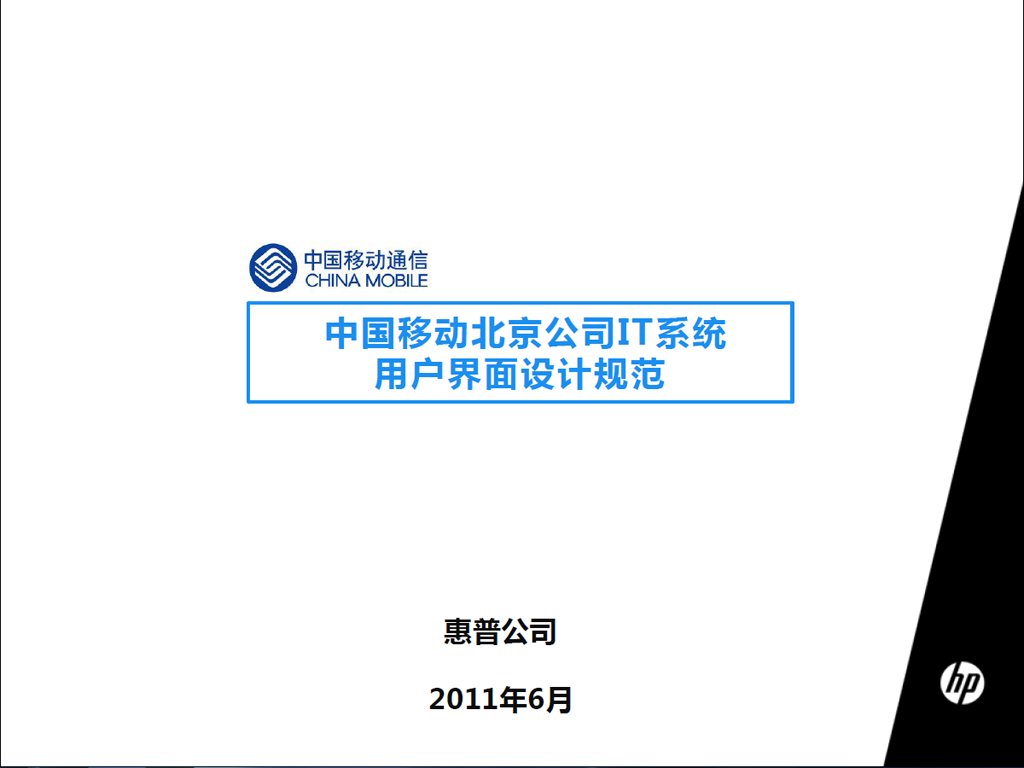 中国移动通信
CHINA MOBILE
中国移动北京公司IT系统
用户界面设计规范
惠普公司
2011年6月
hp